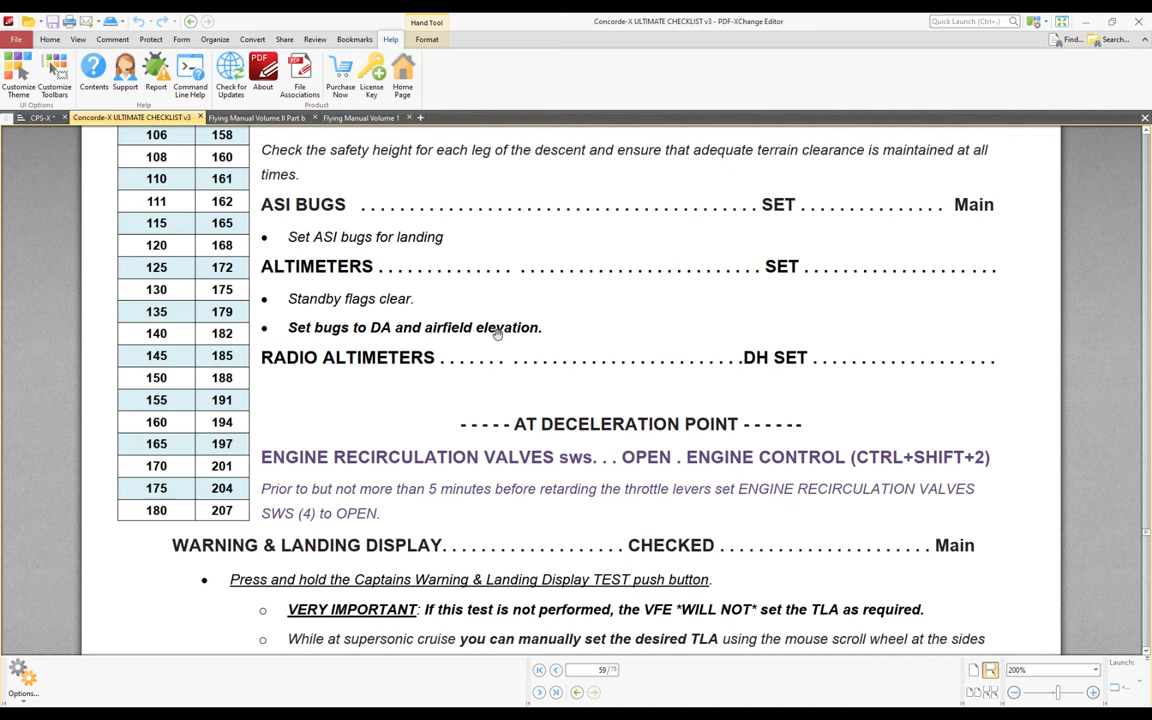 Hand Tool
Concorde-X ULTIMATE CHECKLIST v3 - PDF-XChange Editor
Quick Launch (Ctrl+.)
File Home View Comment Protect Form Organize Convert Share Review Bookmarks Help Format
Find... Search...
Customize Theme
Customize Toolbars
Contents
Support
Report
Command Line Help
Check for Updates
PDF
About
File Associations
Purchase Now
License Key
Home Page
UI Options
Help
Product
CPS-X * Concorde-X ULTIMATE CHECKLIST v3 Flying Manual Volume II Part b Flying Manual Volume 1
106 158
108 160
110 161
111 162
115 165
120 168
125 172
130 175
135 179
140 182
145 185
150 188
155 191
160 194
165 197
170 201
175 204
180 207
Check the safety height for each leg of the descent and ensure that adequate terrain clearance is maintained at all
times.
ASI BUGS . . . . . . . . . . . . . . . . . . . . . . . . . . . . . . . . . . . . . . . . . SET . . . . . . . . . . . . . . . Main
• Set ASI bugs for landing
ALTIMETERS . . . . . . . . . . . . . . . . . . . . . . . . . . . . . . . . . . . . . . . . . . . SET . . . . . . . . . . . . . . . . . . . . .
• Standby flags clear.
• Set bugs to DA and airfield elevation.
RADIO ALTIMETERS . . . . . . . . . . . . . . . . . . . . . . . . . . . . . . . . . . .DH SET . . . . . . . . . . . . . . . . . . .
- - - - - AT DECELERATION POINT - - - - - -
ENGINE RECIRCULATION VALVES sws. . . OPEN . ENGINE CONTROL (CTRL+SHIFT+2)
Prior to but not more than 5 minutes before retarding the throttle levers set ENGINE RECIRCULATION VALVES
SWS (4) to OPEN.
WARNING & LANDING DISPLAY. . . . . . . . . . . . . . . . . . . CHECKED . . . . . . . . . . . . . . . . . . . . . . . Main
• Press and hold the Captains Warning & Landing Display TEST push button.
o VERY IMPORTANT: If this test is not performed, the VFE *WILL NOT* set the TLA as required.
o While at supersonic cruise you can manually set the desired TLA using the mouse scroll wheel at the sides
Options...
59 / 75
200%
Launch: